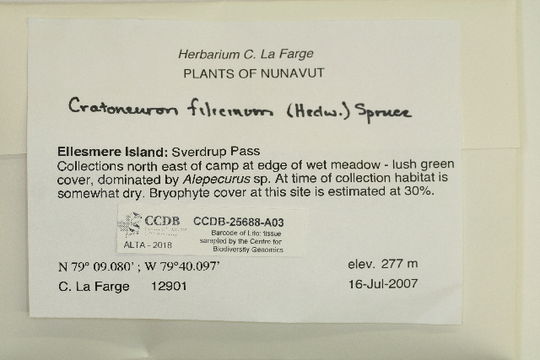 Herbarium C. La Farge
PLANTS OF NUNAVUT
Cratoneuron filicinum (Hedw.) Spruce
Ellesmere Island: Sverdrup Pass
Collections north east of camp at edge of wet meadow - lush green
cover, dominated by Alepecurus sp. At time of collection habitat is
somewhat dry. Bryophyte cover at this site is estimated at 30%.
CCDB CCDB-25688-A03
Barcode of Life: tissue
sampled by the Centre for
Biodiversity Genomics
ALTA - 2018
N 79° 09.080' ; W 79°40.097' elev. 277 m
C. La Farge 12901 16-Jul-2007